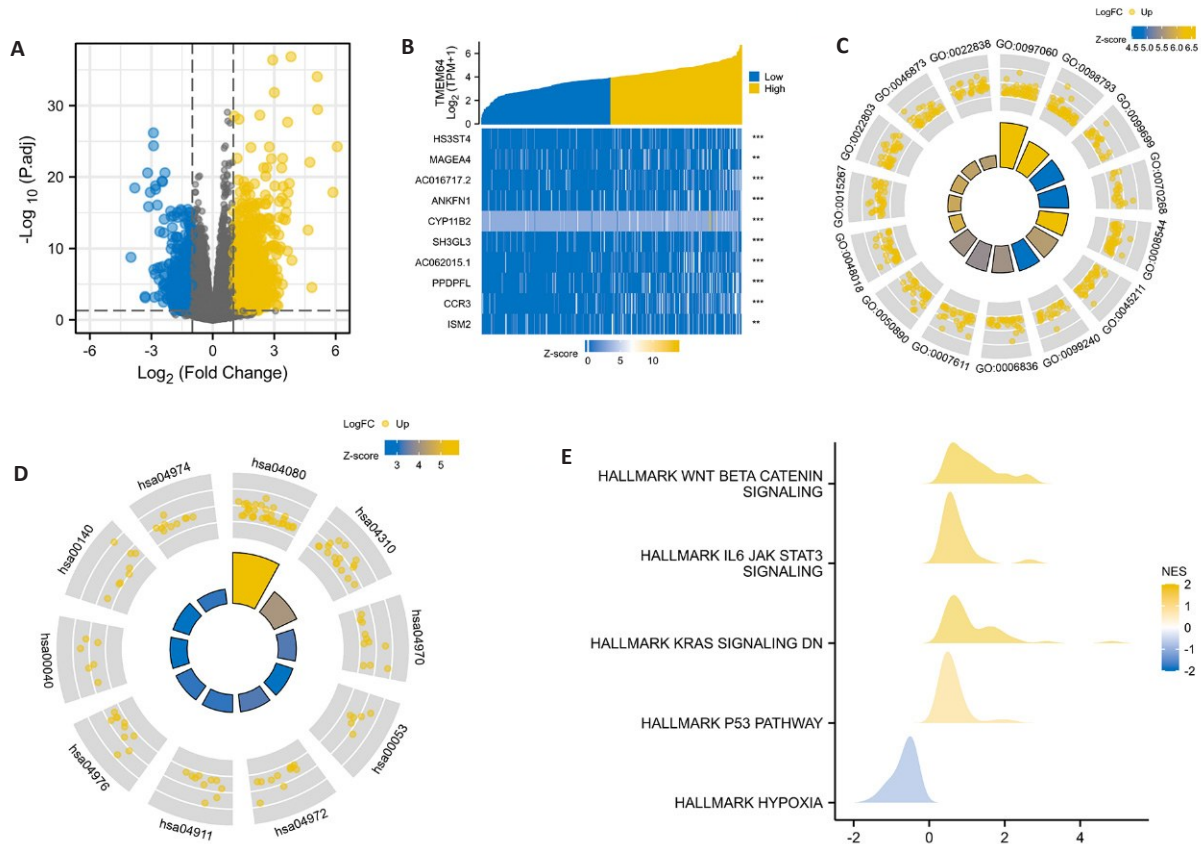 A
-Log 10 (P.adj)
30
20
10
0
-6
-3
0
3
6
Log2 (Fold Change)
B
TMEM64
Log2 (TPM+1)
6
4
2
0
Low
High
HS3ST4 ***
MAGEA4 **
AC016717.2 ***
ANKFN1 ***
CYP11B2 ***
SH3GL3 ***
AC062015.1 ***
PPDPFL ***
CCR3 ***
ISM2 **
Z-score
0
5
10
C
LogFC Up
Z-score
4.5 5.0 5.5 6.0 6.5
GO:0097060
GO:0098793
GO:0099699
GO:0070268
GO:0008544
GO:0045211
GO:0099240
GO:0006836
GO:0007611
GO:0050890
GO:0048018
GO:0015267
GO:0022803
GO:0046873
GO:0022838
D
LogFC Up
Z-score
3 4 5
hsa04080
hsa04310
hsa04970
hsa00053
hsa04972
hsa04911
hsa04976
hsa00040
hsa00140
hsa04974
E
HALLMARK WNT BETA CATENIN
SIGNALING
HALLMARK IL6 JAK STAT3
SIGNALING
HALLMARK KRAS SIGNALING DN
HALLMARK P53 PATHWAY
HALLMARK HYPOXIA
-2
0
2
4
NES
2
1
0
-1
-2